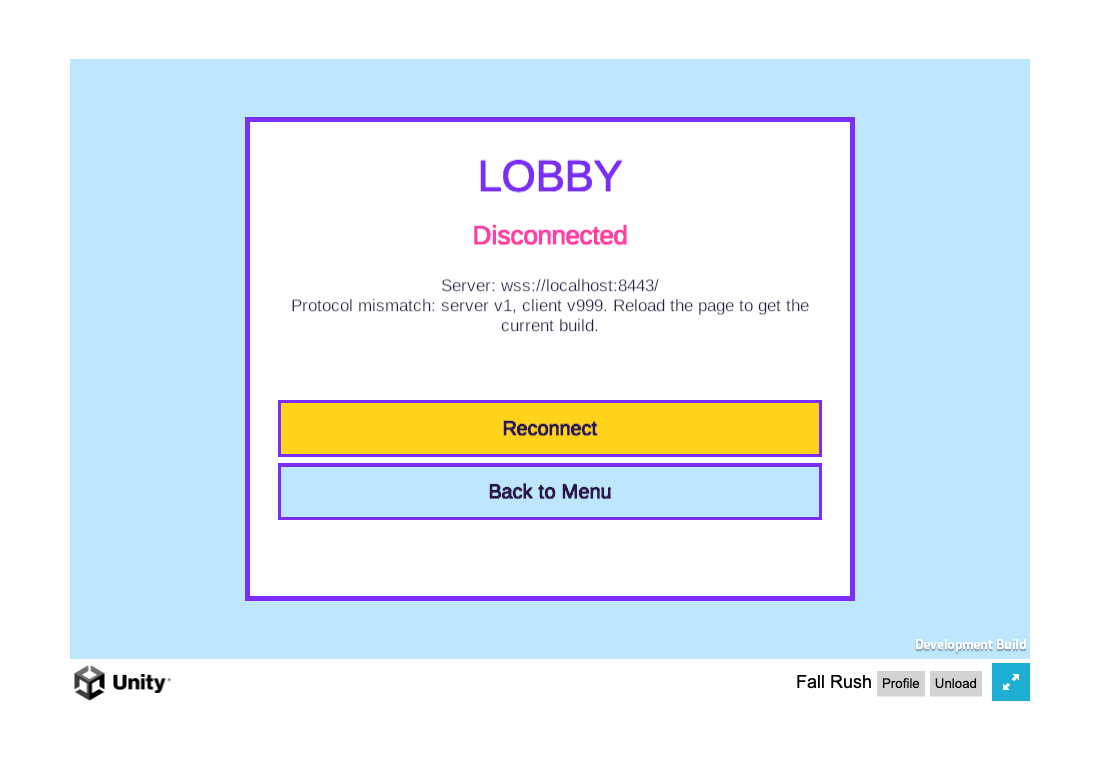 LOBBY
Disconnected
Server: wss://localhost:8443/
Protocol mismatch: server v1, client v999. Reload the page to get the
current build.
Reconnect
Back to Menu
Development Build
Unity
Fall Rush
Profile
Unload